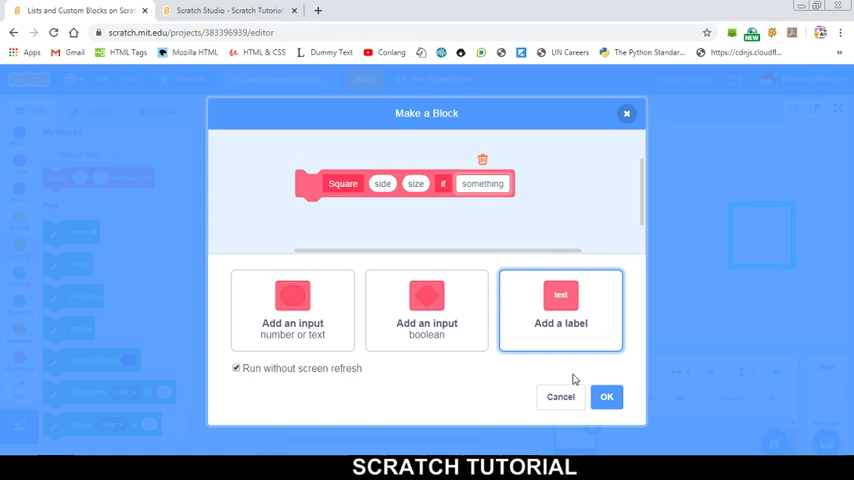 Lists and Custom Blocks on Scrat
Scratch Studio - Scratch Tutorial
scratch.mit.edu/projects/383396939/editor
Apps
Gmail
HTML Tags
Mozilla HTML
HTML & CSS
Dummy Text
Conlang
UN Careers
The Python Standar...
https://cdnjs.cloudfl...
Make a Block
My Blocks
Square side size if something
Pen
Add an input
number or text
Add an input
boolean
text
Add a label
Run without screen refresh
Cancel
OK
SCRATCH TUTORIAL